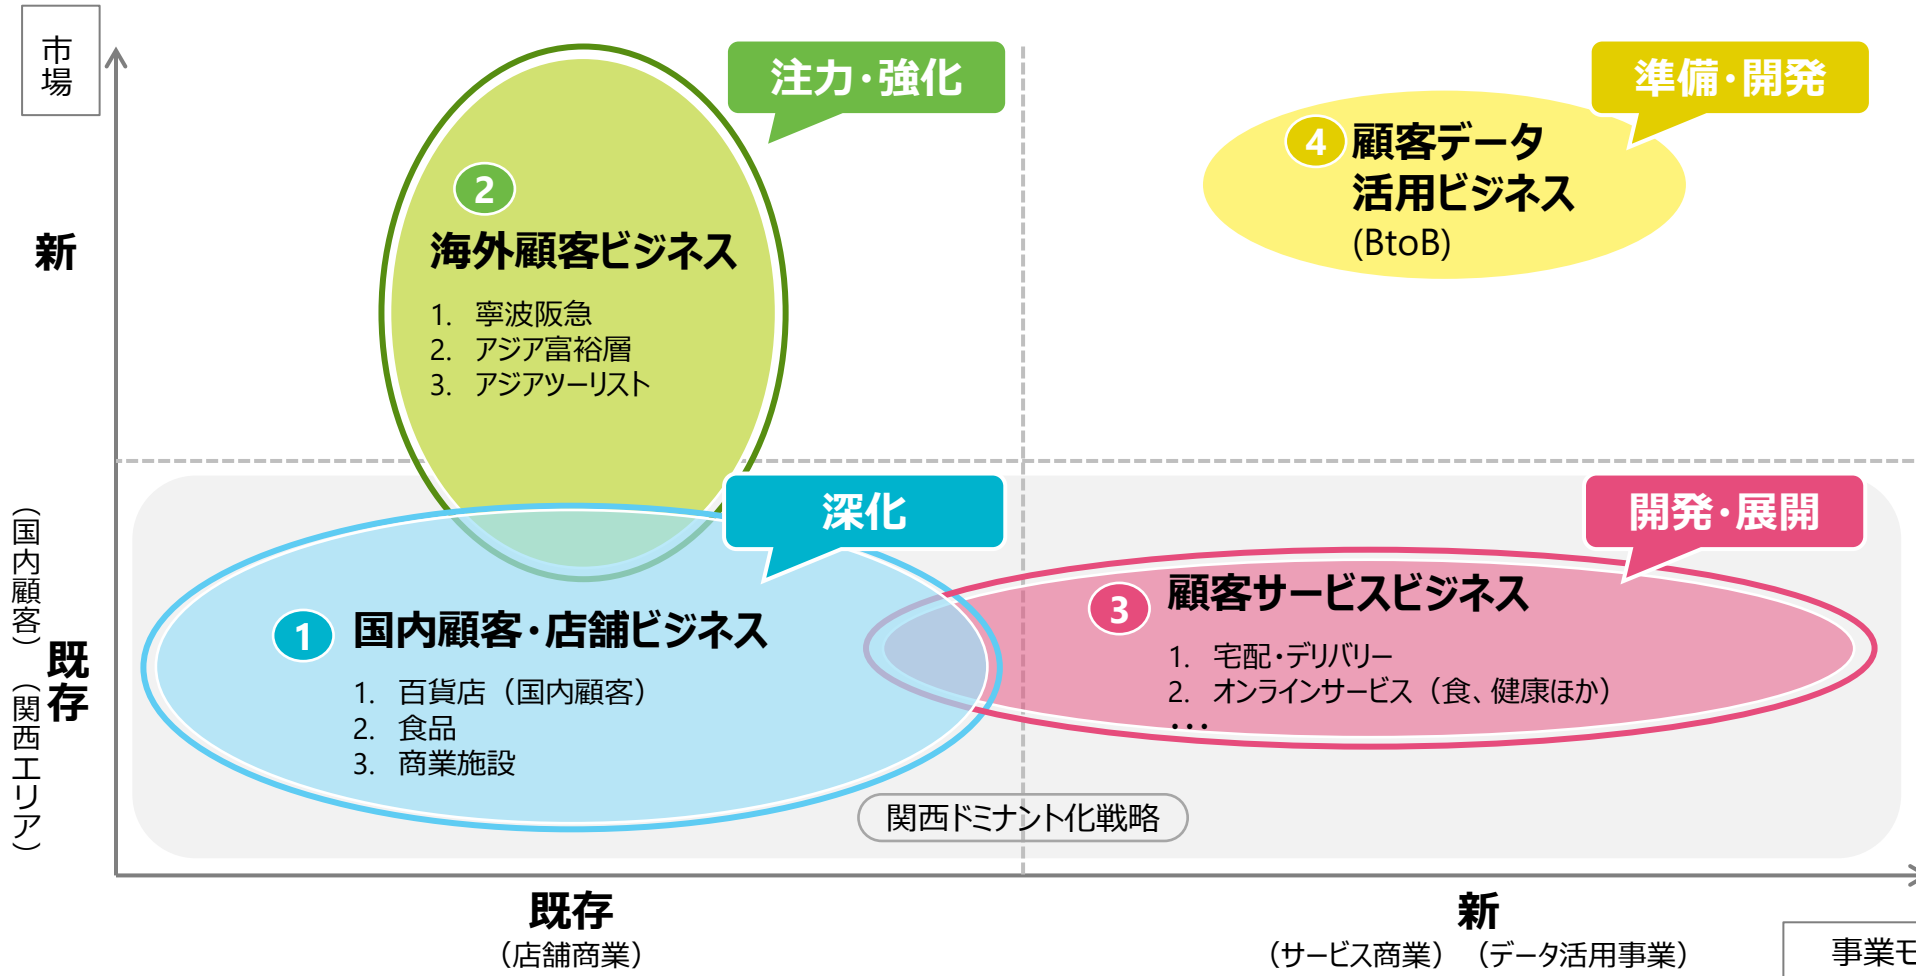 市場
注力・強化
準備・開発
4 顧客データ
活用ビジネス
(BtoB)
2
海外顧客ビジネス
1. 寧波阪急
2. アジア富裕層
3. アジアツーリスト
新
深化
開発・展開
1 国内顧客・店舗ビジネス
1. 百貨店（国内顧客）
2. 食品
3. 商業施設
3 顧客サービスビジネス
1. 宅配・デリバリー
2. オンラインサービス（食、健康ほか）
・・・
既存
（国内顧客）（関西エリア）
関西ドミナント化戦略
既存
（店舗商業）
新
（サービス商業）（データ活用事業）
事業モ